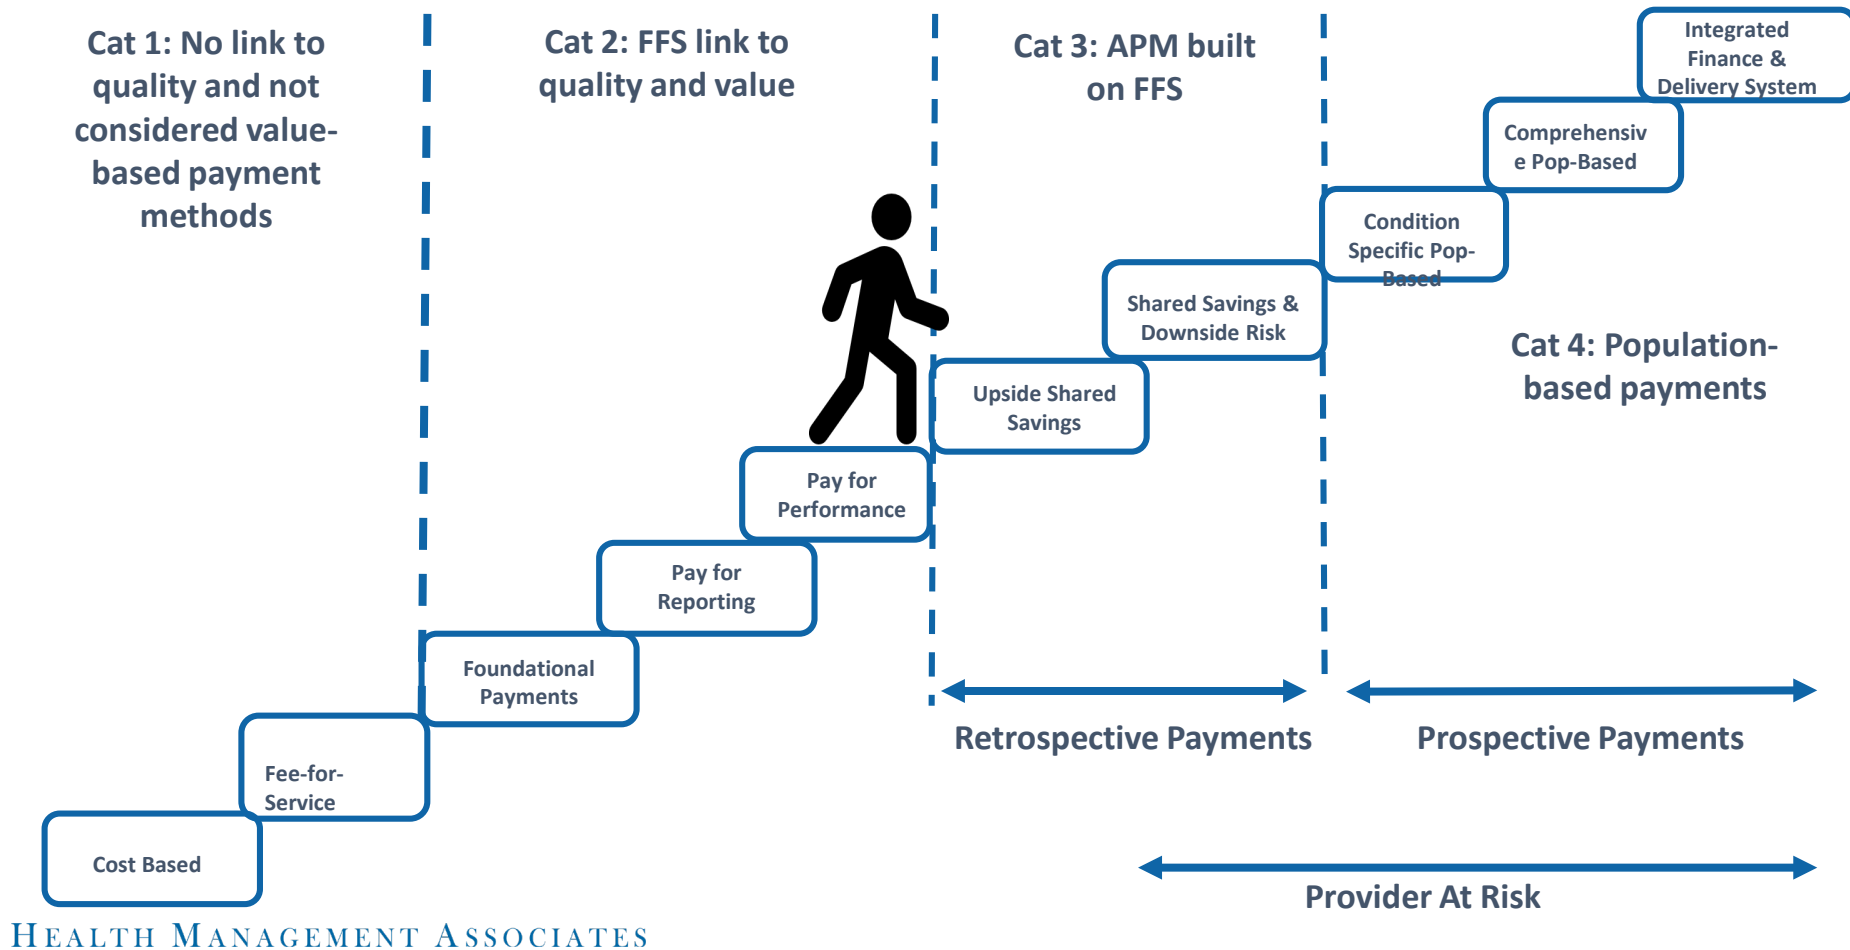 Cat 1: No link to
quality and not
considered value-
based payment
methods
Cat 2: FFS link to
quality and value
Cat 3: APM built
on FFS
Integrated
Finance &
Delivery System
Comprehensiv
e Pop-Based
Condition
Specific Pop-
Based
Shared Savings &
Downside Risk
Cat 4: Population-
based payments
Upside Shared
Savings
Pay for
Performance
Pay for
Reporting
Foundational
Payments
Retrospective Payments
Prospective Payments
Fee-for-
Service
Cost Based
Provider At Risk
HEALTH MANAGEMENT ASSOCIATES